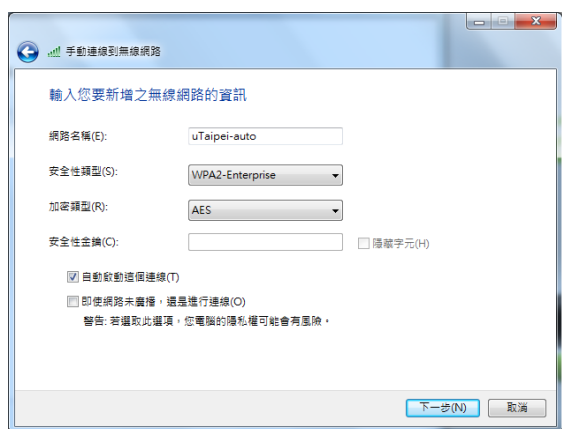 手動連線到無線網路
輸入您要新增之無線網路的資訊
網路名稱(E): uTaipei-auto
安全性類型(S): WPA2-Enterprise
加密類型(R): AES
安全性金鑰(C): 隱藏字元(H)
自動啟動這個連線(T)
即使網路未廣播，還是進行連線(O)
警告: 若選取此選項，您電腦的隱私權可能會有風險。
下一步(N) 取消